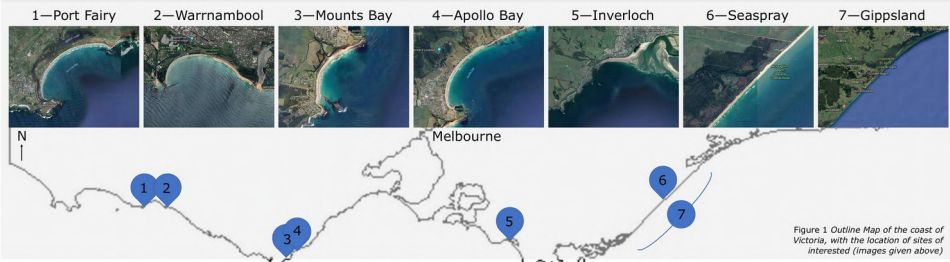 1—Port Fairy
2—Warrnambool
3—Mounts Bay
4—Apollo Bay
5—Inverloch
6—Seaspray
7—Gippsland
N
Melbourne
1
2
3
4
5
6
7
Figure 1 Outline Map of the coast of
Victoria, with the location of sites of
interested (images given above)